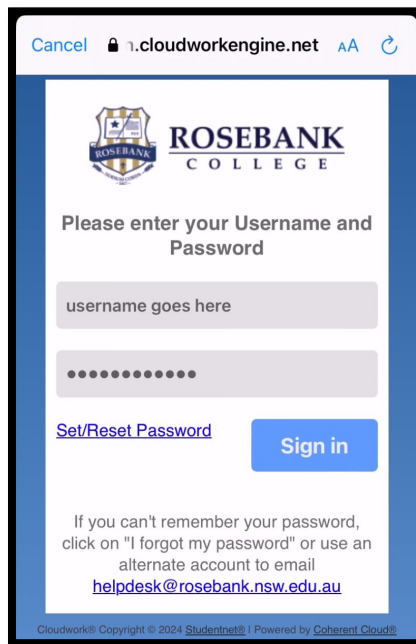 Cancel .cloudworkengine.net AA
ROSEBANK
ROSEBANK
COLLEGE
Please enter your Username and
Password
username goes here
●●●●●●●●●●●●
Set/Reset Password
Sign in
If you can't remember your password,
click on "I forgot my password" or use an
alternate account to email
helpdesk@rosebank.nsw.edu.au
Cloudwork® Copyright © 2024 Studentnet® | Powered by Coherent Cloud®